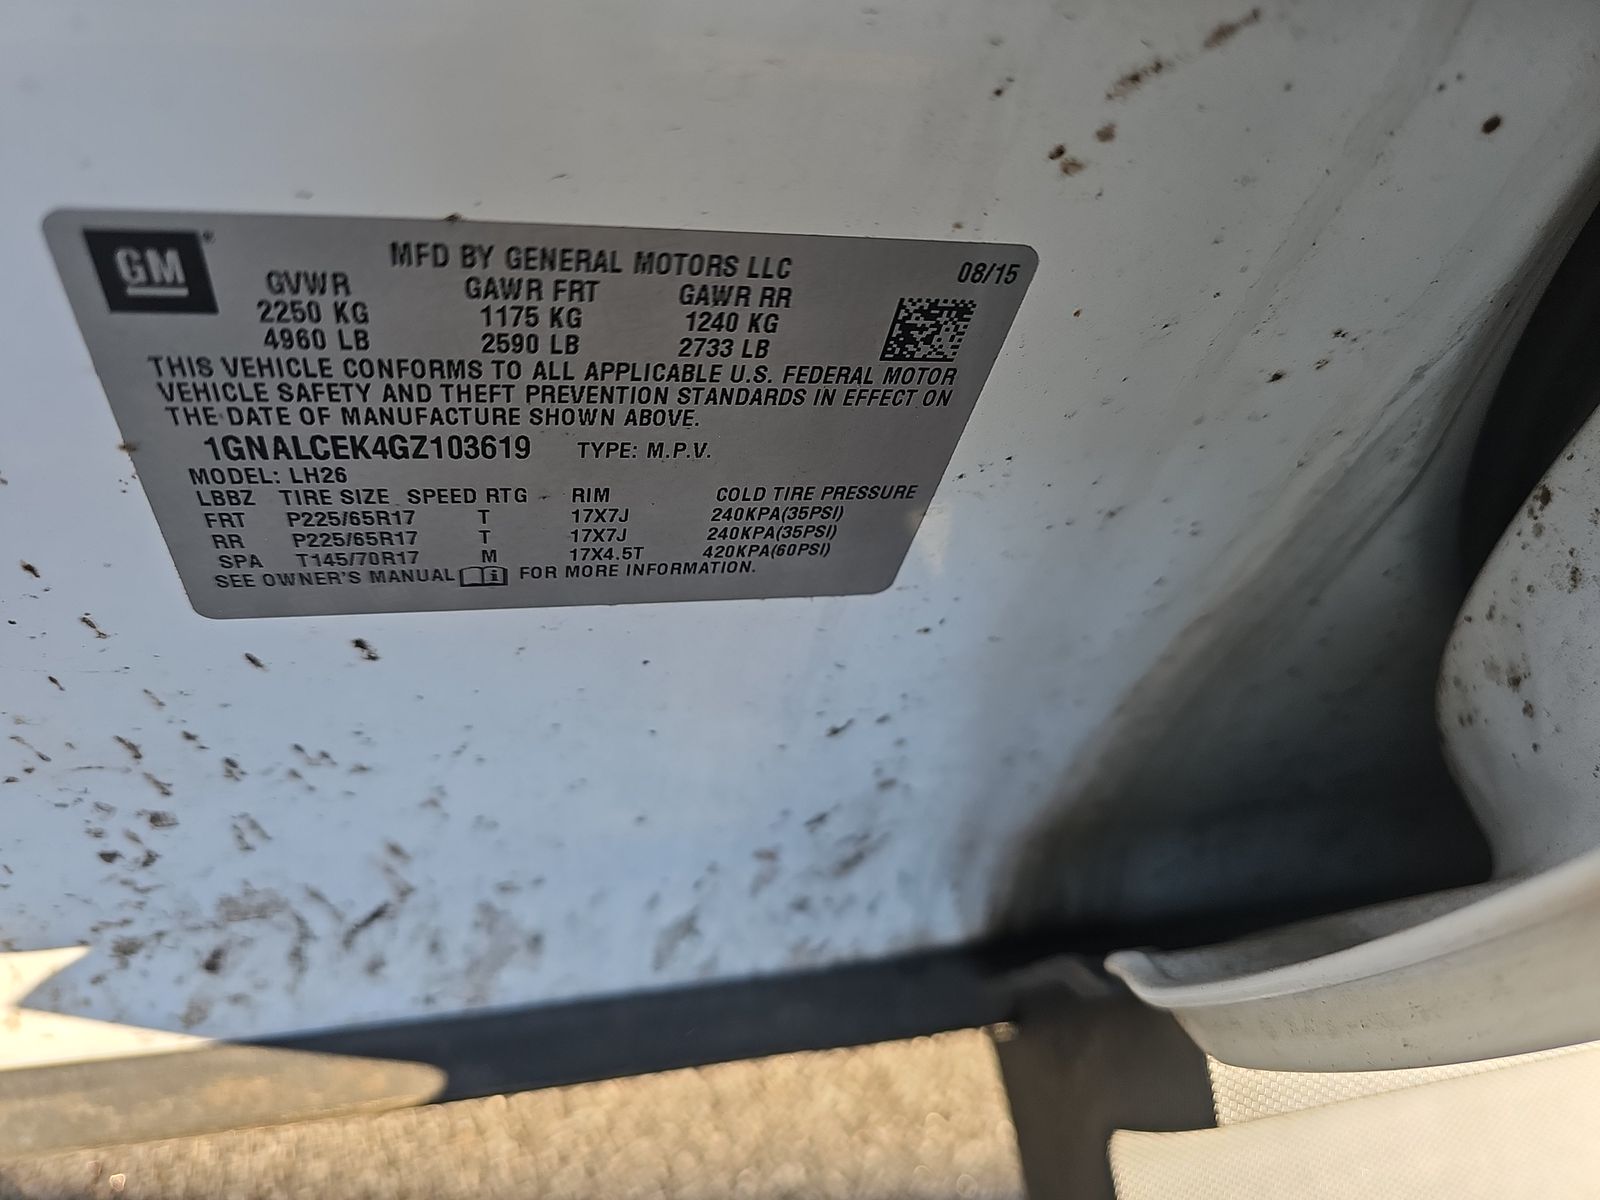 GM®
MFD BY GENERAL MOTORS LLC
08/15
GVWR GAWR FRT GAWR RR
2250 KG 1175 KG 1240 KG
4960 LB 2590 LB 2733 LB
THIS VEHICLE CONFORMS TO ALL APPLICABLE U.S. FEDERAL MOTOR
VEHICLE SAFETY AND THEFT PREVENTION STANDARDS IN EFFECT ON
THE DATE OF MANUFACTURE SHOWN ABOVE.
1GNALCEK4GZ103619 TYPE: M.P.V.
MODEL: LH26
LBBZ TIRE SIZE SPEED RTG RIM COLD TIRE PRESSURE
FRT P225/65R17 T 17X7J 240KPA(35PSI)
RR P225/65R17 T 17X7J 240KPA(35PSI)
SPA T145/70R17 M 17X4.5T 420KPA(60PSI)
SEE OWNER'S MANUAL i FOR MORE INFORMATION.